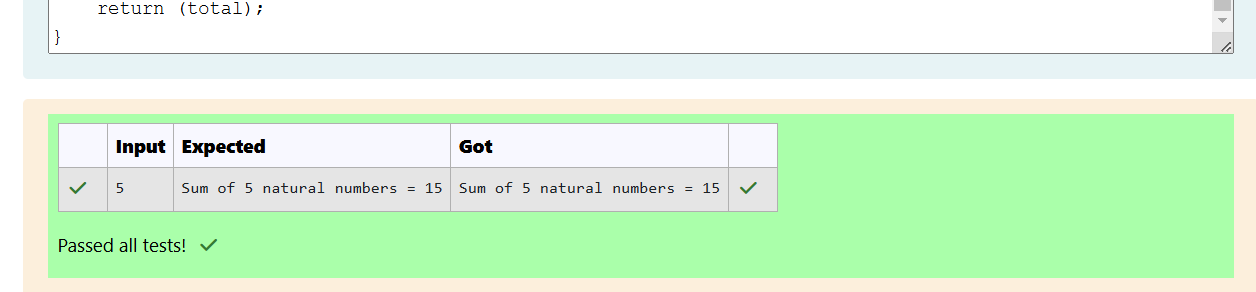 return (total);
}
Input Expected Got
5 Sum of 5 natural numbers = 15 Sum of 5 natural numbers = 15
Passed all tests!